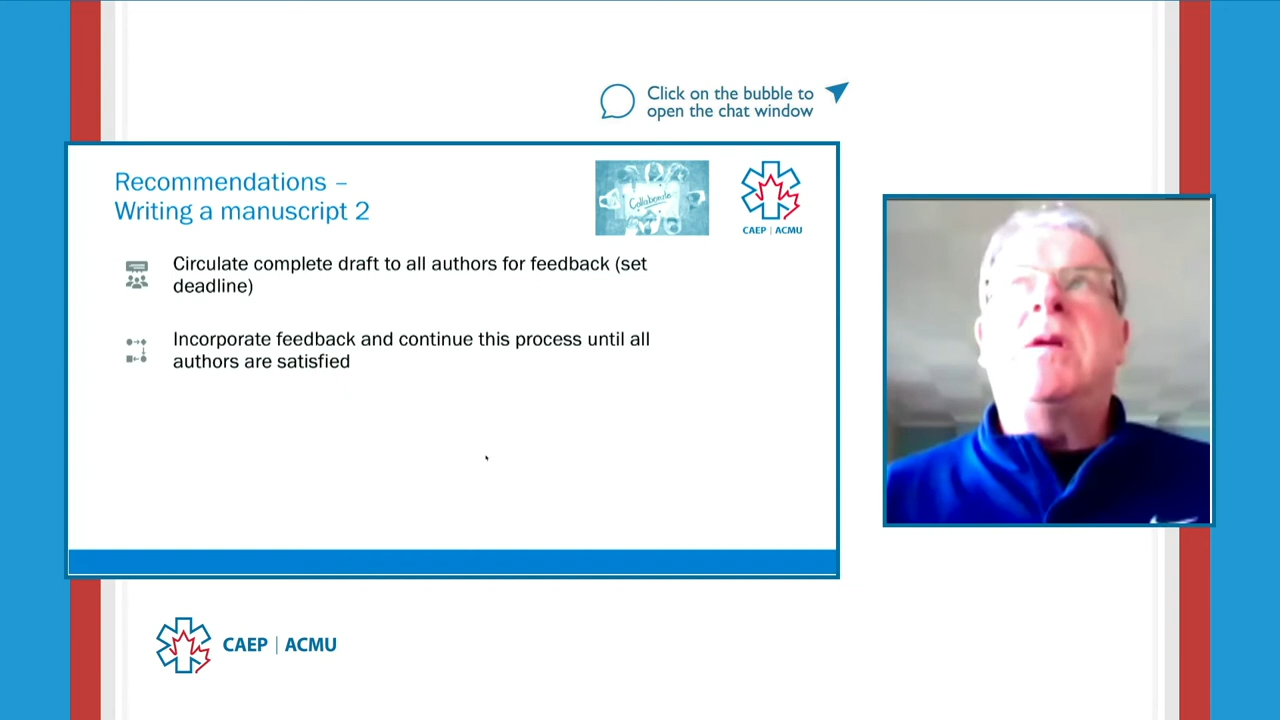 Click on the bubble to
open the chat window
Recommendations –
Writing a manuscript 2
Collaborate
CAEP | ACMU
Circulate complete draft to all authors for feedback (set
deadline)
Incorporate feedback and continue this process until all
authors are satisfied
CAEP | ACMU